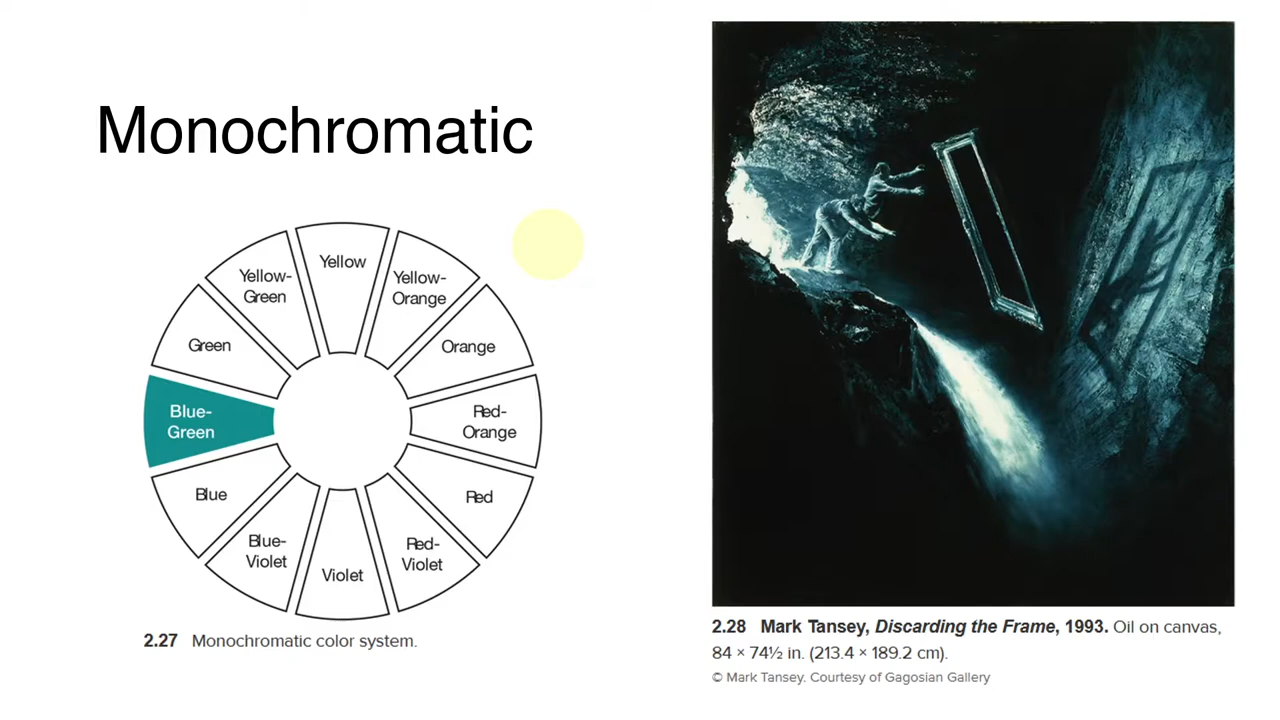 Monochromatic
Yellow
Yellow-
Orange
Orange
Red-
Orange
Red
Red-
Violet
Violet
Blue-
Violet
Blue
Blue-
Green
Green
Yellow-
Green
2.27 Monochromatic color system.
2.28 Mark Tansey, Discarding the Frame, 1993. Oil on canvas,
84 × 74½ in. (213.4 × 189.2 cm).
© Mark Tansey. Courtesy of Gagosian Gallery